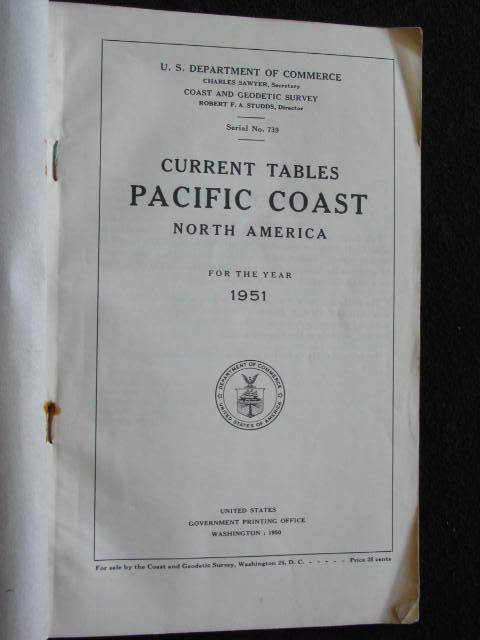 U. S. DEPARTMENT OF COMMERCE
CHARLES SAWYER, Secretary
COAST AND GEODETIC SURVEY
ROBERT F. A. STUDDS, Director
Serial No. 739
CURRENT TABLES
PACIFIC COAST
NORTH AMERICA
FOR THE YEAR
1951
DEPARTMENT OF COMMERCE
UNITED STATES OF AMERICA
UNITED STATES
GOVERNMENT PRINTING OFFICE
WASHINGTON : 1950
For sale by the Coast and Geodetic Survey, Washington 25, D. C. - - - - - Price 25 cents